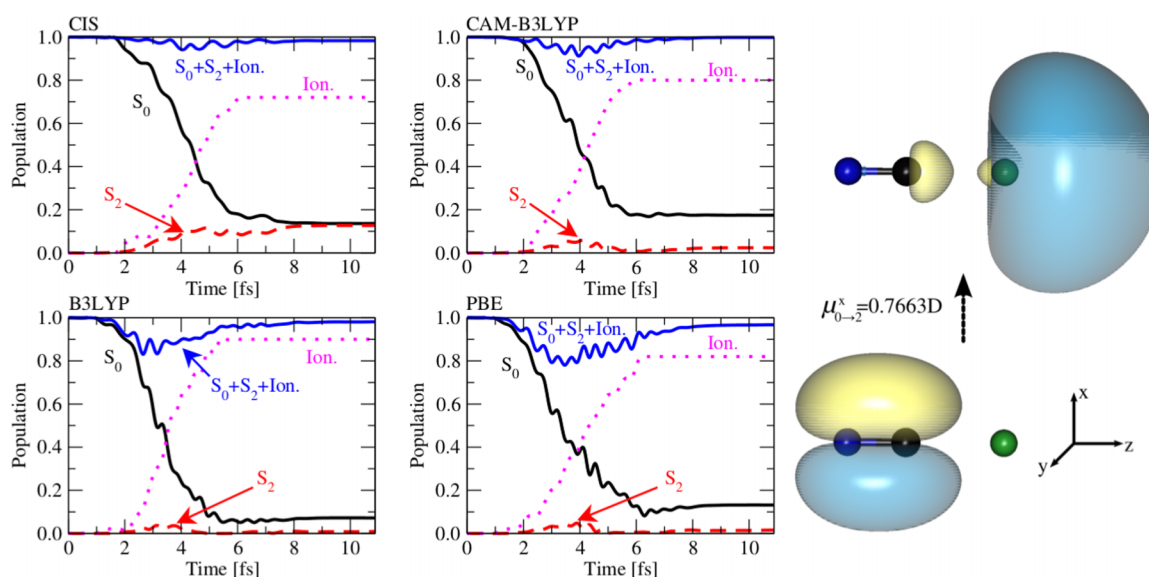 CIS
CAM-B3LYP
1.0
0.8
0.6
0.4
0.2
0.0
Population
S₀+S₂+Ion.
Ion.
S₀
S₂
0 2 4 6 8 10
Time [fs]
1.0
0.8
0.6
0.4
0.2
0.0
Population
S₀+S₂+Ion.
Ion.
S₀
S₂
0 2 4 6 8 10
Time [fs]
B3LYP
PBE
1.0
0.8
0.6
0.4
0.2
0.0
Population
S₀
Ion.
S₀+S₂+Ion.
S₂
0 2 4 6 8 10
Time [fs]
1.0
0.8
0.6
0.4
0.2
0.0
Population
S₀+S₂+Ion.
Ion.
S₀
S₂
0 2 4 6 8 10
Time [fs]
μˣ₀→₂=0.7663D
x
y
z